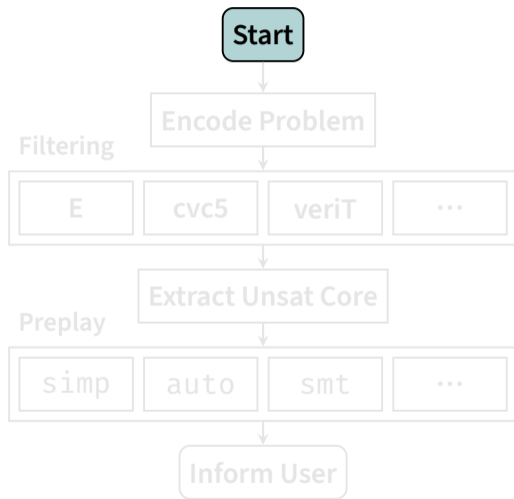 Start
Encode Problem
Filtering
E cvc5 veriT ...
Extract Unsat Core
Preplay
simp auto smt ...
Inform User